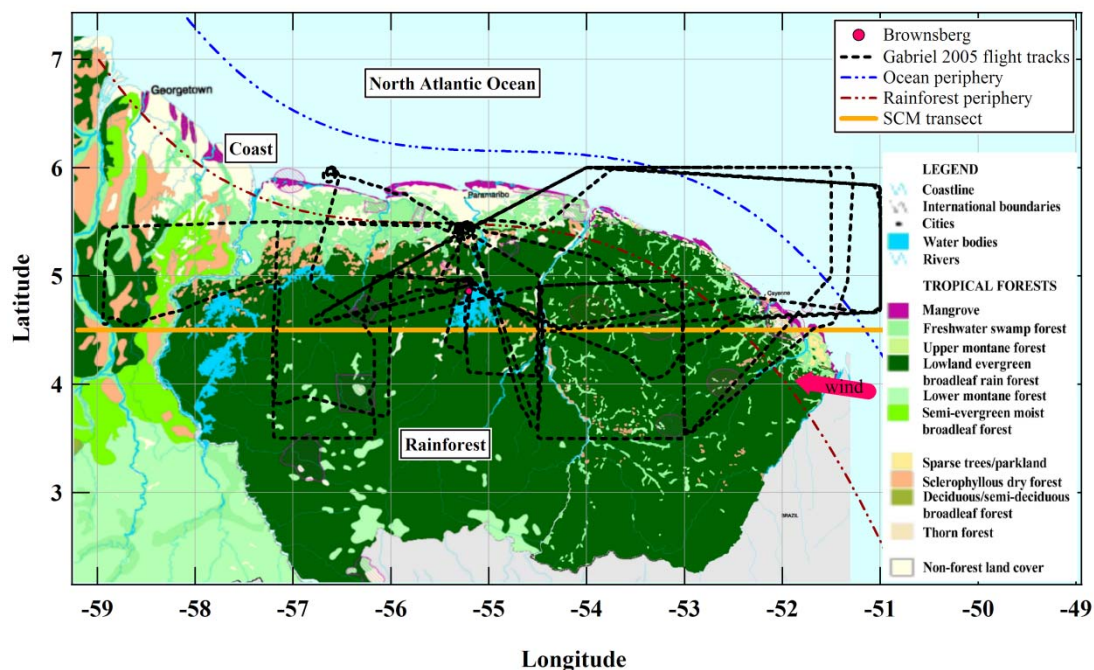 Brownsberg
Gabriel 2005 flight tracks
Ocean periphery
Rainforest periphery
SCM transect
North Atlantic Ocean
Georgetown
Coast
Paramaribo
Cayenne
wind
Rainforest
BRAZIL
LEGEND
Coastline
International boundaries
Cities
Water bodies
Rivers
TROPICAL FORESTS
Mangrove
Freshwater swamp forest
Upper montane forest
Lowland evergreen
broadleaf rain forest
Lower montane forest
Semi-evergreen moist
broadleaf forest
Sparse trees/parkland
Selerophyllous dry forest
Deciduous/semi-deciduous
broadleaf forest
Thorn forest
Non-forest land cover
7
6
5
4
3
Latitude
-59 -58 -57 -56 -55 -54 -53 -52 -51 -50 -49
Longitude